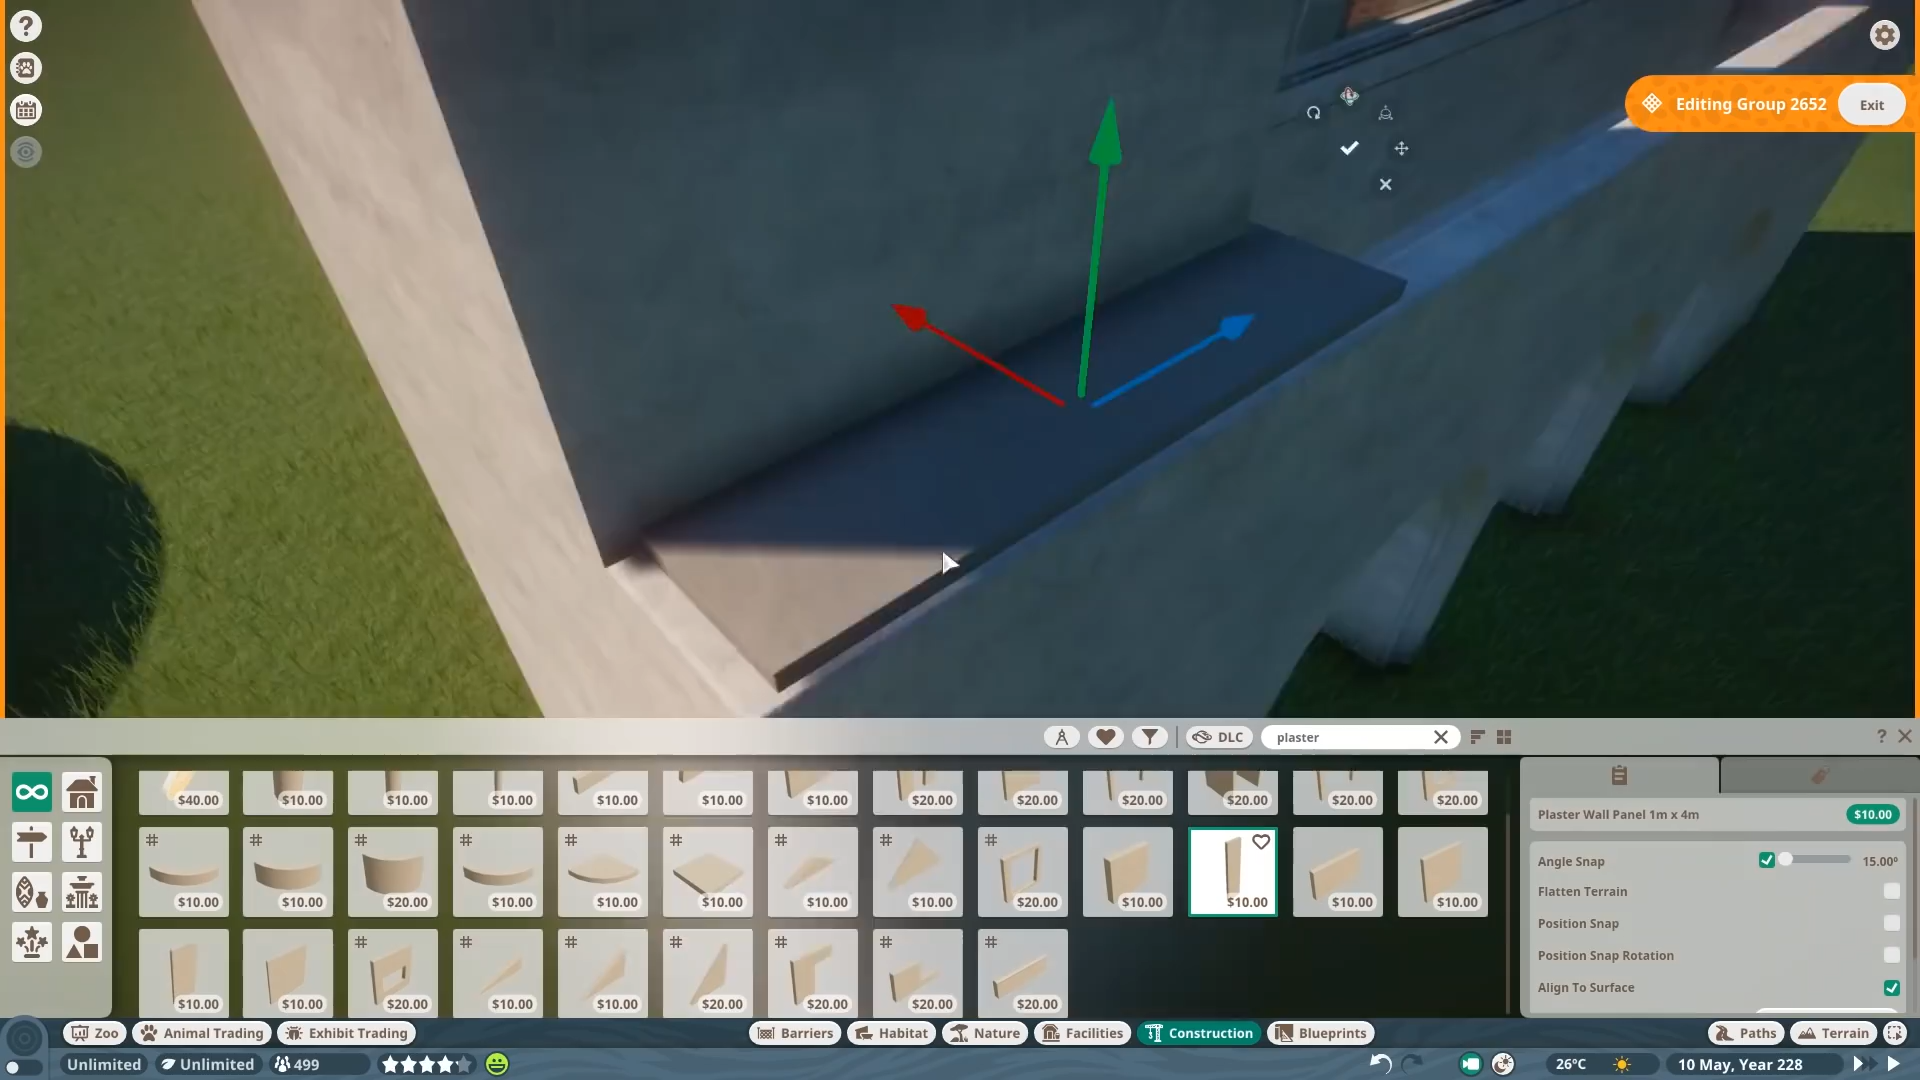 ?
Editing Group 2652
Exit
DLC
plaster
?
$40.00
$10.00
$10.00
$10.00
$10.00
$10.00
$10.00
$20.00
$20.00
$20.00
$20.00
$20.00
$20.00
Plaster Wall Panel 1m x 4m
$10.00
$10.00
$10.00
$20.00
$10.00
$10.00
$10.00
$10.00
$10.00
$20.00
$10.00
$10.00
$10.00
$10.00
Angle Snap
15.00°
Flatten Terrain
Position Snap
Position Snap Rotation
Align To Surface
$10.00
$10.00
$20.00
$10.00
$10.00
$20.00
$20.00
$20.00
$20.00
Zoo
Animal Trading
Exhibit Trading
Barriers
Habitat
Nature
Facilities
Construction
Blueprints
Paths
Terrain
Unlimited
Unlimited
499
26°C
10 May, Year 228